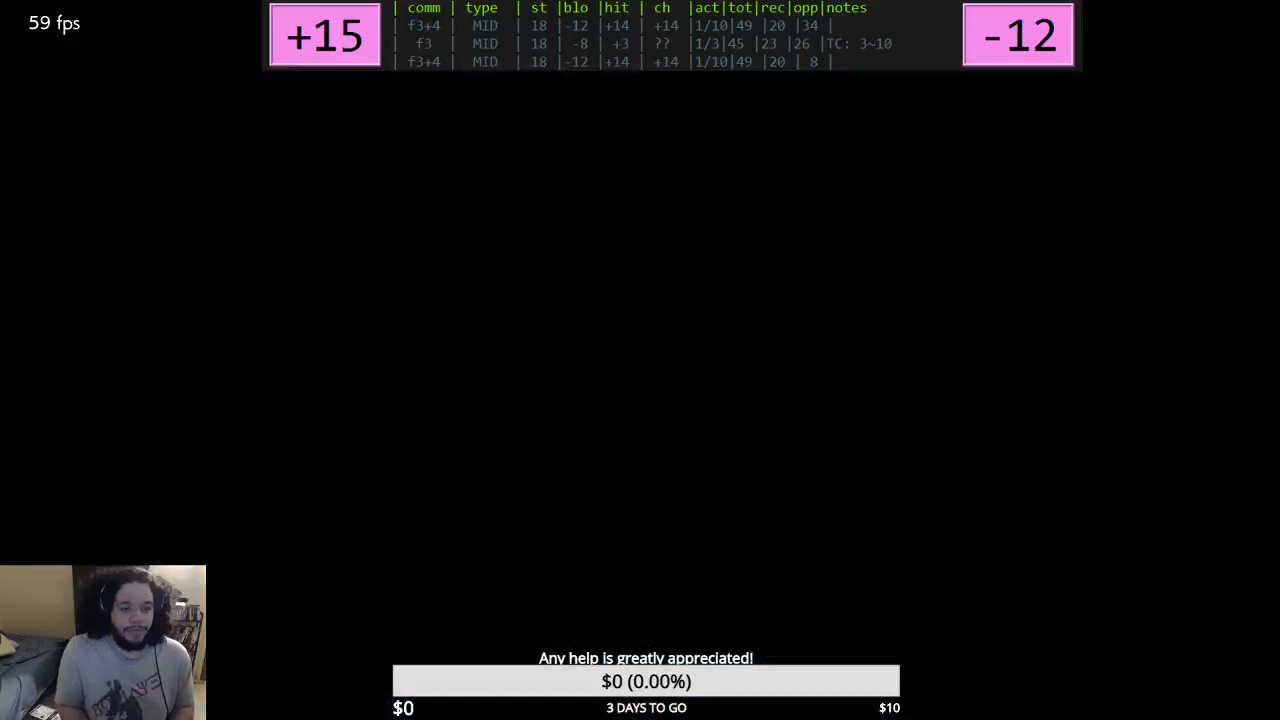 59 fps
+15
| comm | type | st |blo |hit | ch |act|tot|rec|opp|notes
| f3+4 | MID | 18 |-12 |+14 | +14 |1/10|49 |20 |34 |
| f3 | MID | 18 | -8 | +3 | ?? |1/3|45 |23 |26 |TC: 3~10
| f3+4 | MID | 18 |-12 |+14 | +14 |1/10|49 |20 | 8 |
-12
Any help is greatly appreciated!
$0 (0.00%)
$0 3 DAYS TO GO $10